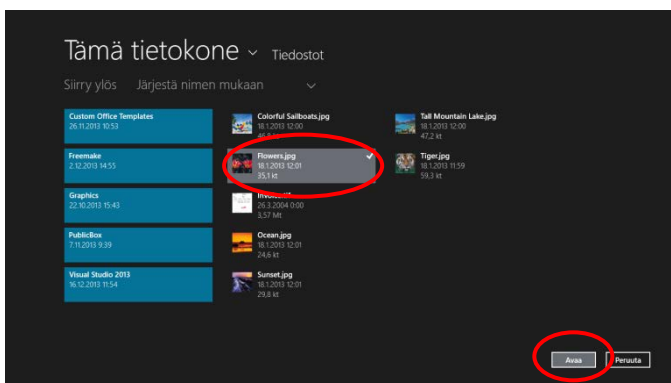 Tämä tietokone Tiedostot
Siirry ylös Järjestä nimen mukaan
Custom Office Templates
26.11.2013 10:53
Freemake
2.12.2013 14:55
Graphics
22.10.2013 15:43
PublicBox
7.11.2013 9:39
Visual Studio 2013
16.12.2013 11:54
Colorful Sailboats.jpg
18.1.2013 12:00
Flowers.jpg
18.1.2013 12:01
35,1 kt
26.3.2004 0:00
3,57 Mt
Ocean.jpg
18.1.2013 12:01
24,6 kt
Sunset.jpg
18.1.2013 12:01
29,8 kt
Tall Mountain Lake.jpg
18.1.2013 12:00
47,2 kt
Tiger.jpg
18.1.2013 11:59
59,3 kt
Avaa Peruuta